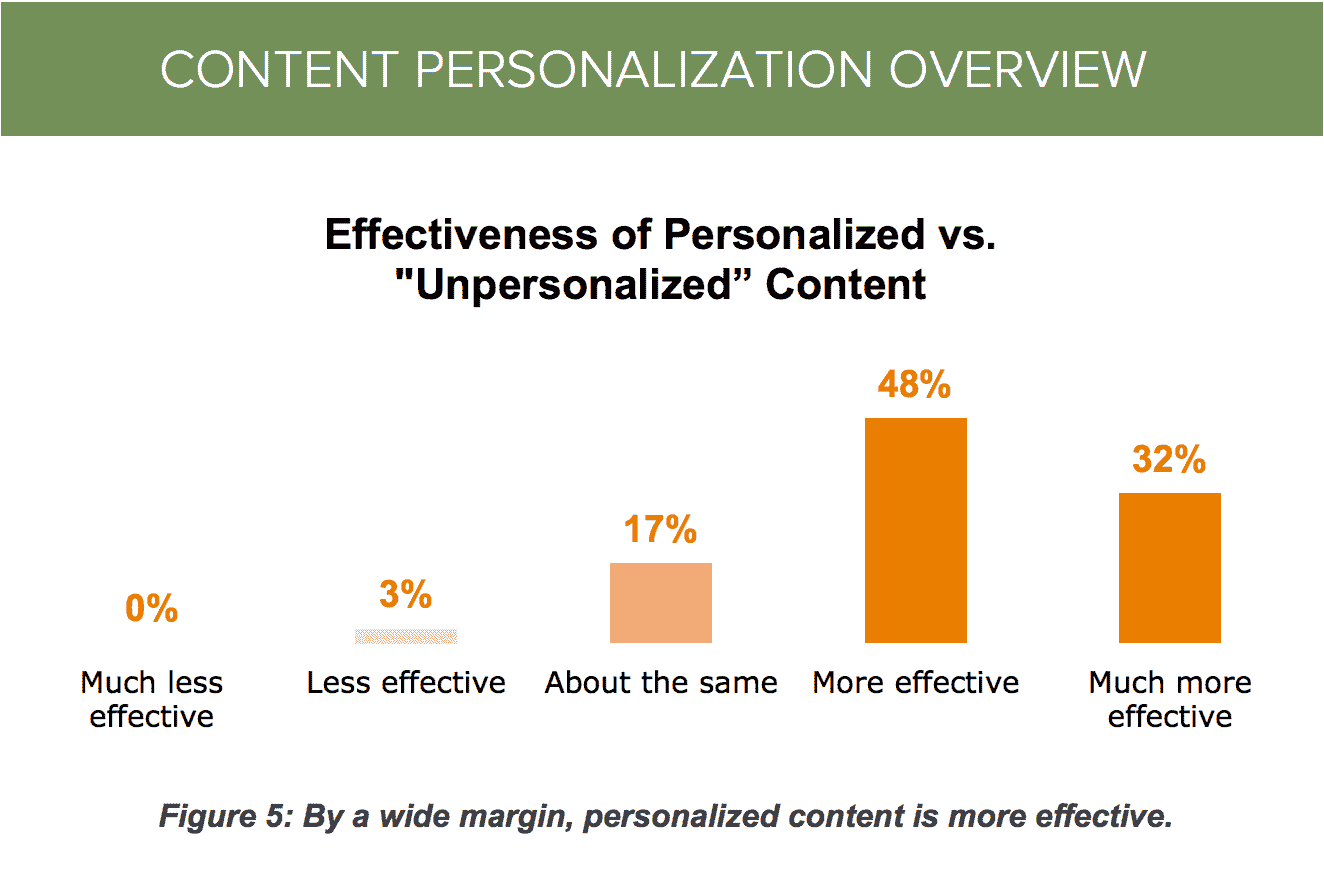 CONTENT PERSONALIZATION OVERVIEW
Effectiveness of Personalized vs.
"Unpersonalized” Content
48%
32%
17%
3%
0%
Much less
effective
Less effective
About the same
More effective
Much more
effective
Figure 5: By a wide margin, personalized content is more effective.